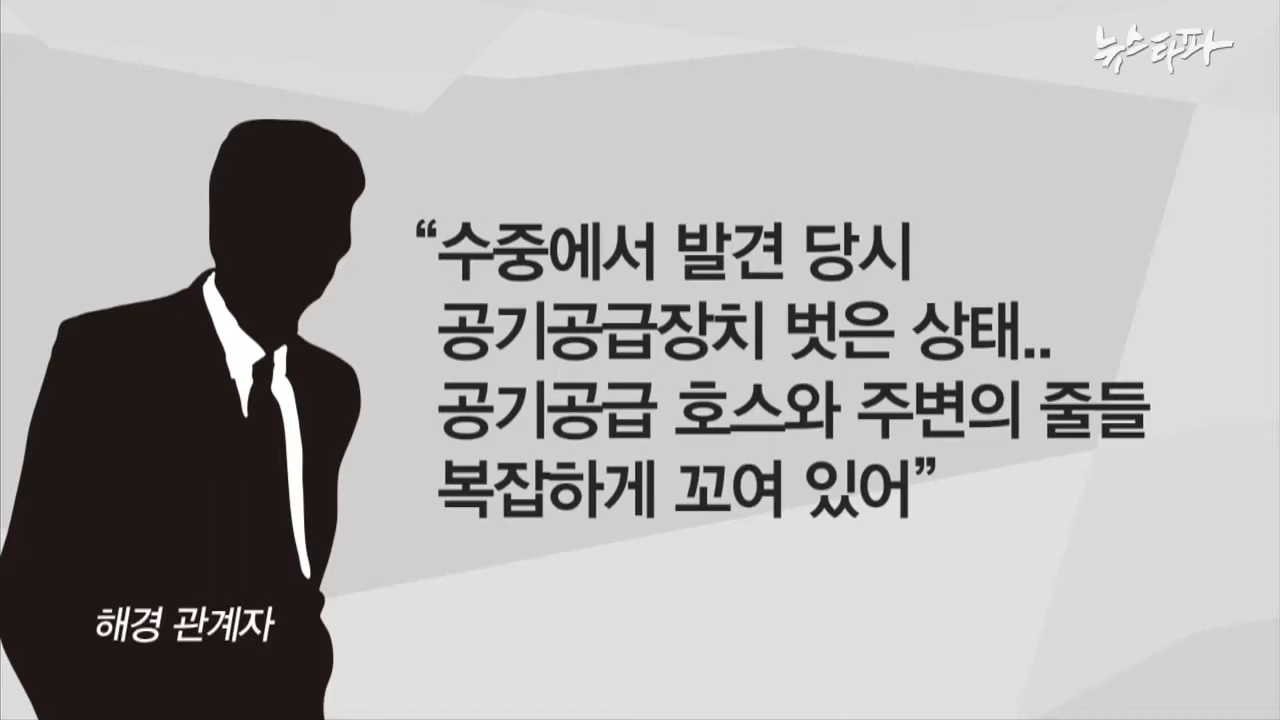 뉴스타파
“수중에서 발견 당시
공기공급장치 벗은 상태..
공기공급 호스와 주변의 줄들
복잡하게 꼬여 있어”
해경 관계자